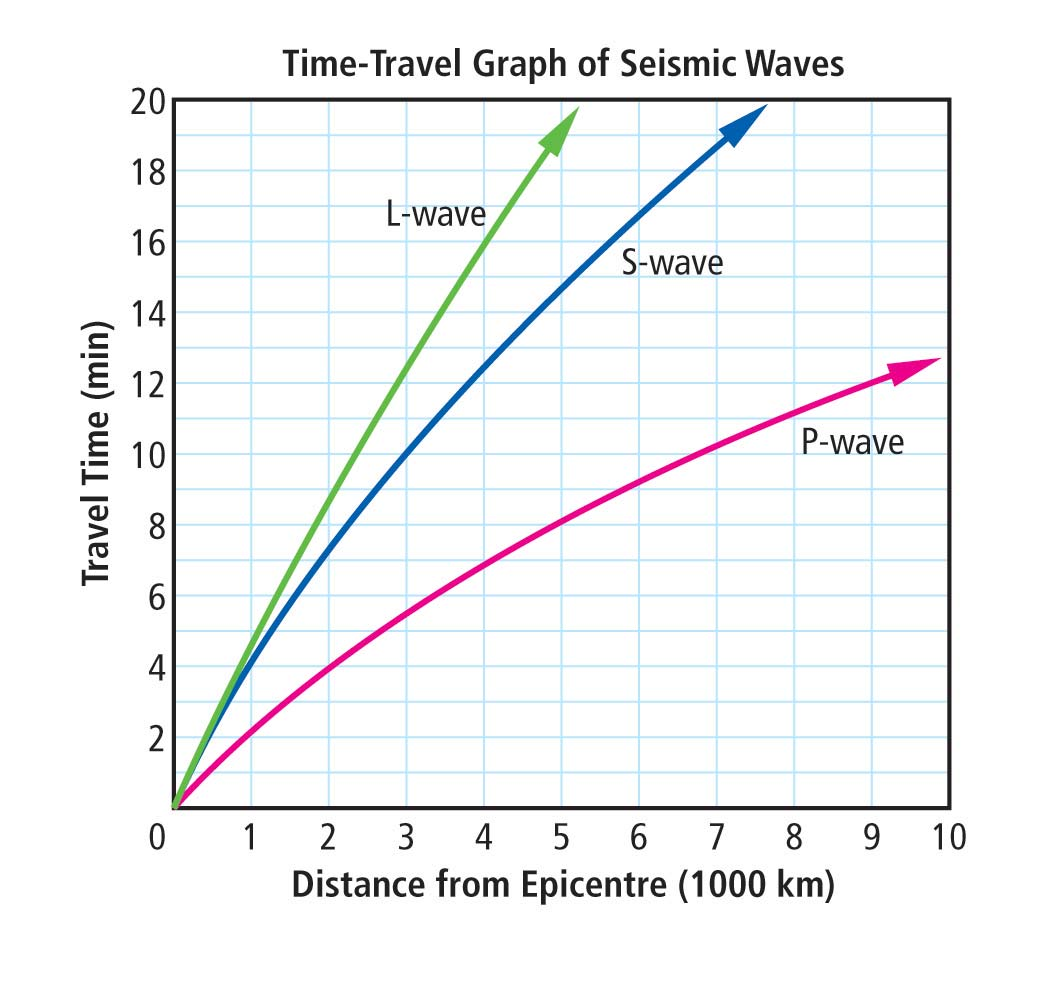 Time-Travel Graph of Seismic Waves
20
18
16
14
12
10
8
6
4
2
Travel Time (min)
L-wave
S-wave
P-wave
0 1 2 3 4 5 6 7 8 9 10
Distance from Epicentre (1000 km)